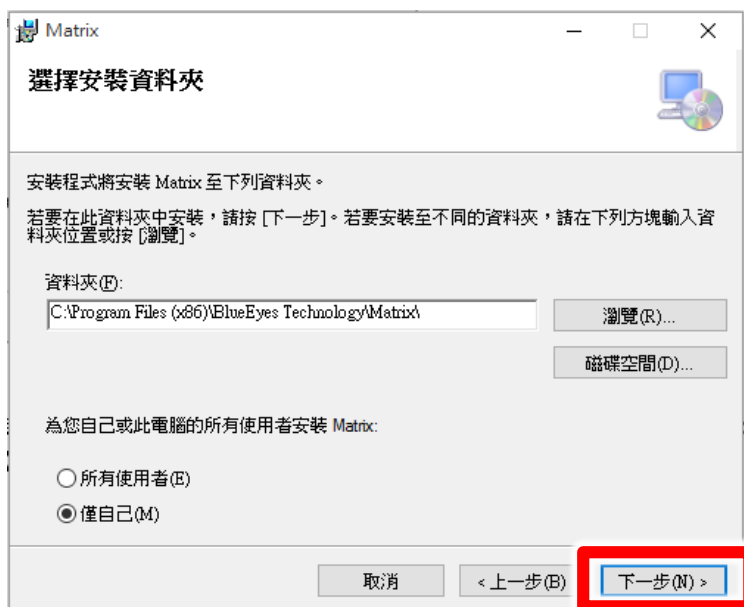 Matrix
選擇安裝資料夾
安裝程式將安裝 Matrix 至下列資料夾。
若要在此資料夾中安裝，請按 [下一步]。若要安裝至不同的資料夾，請在下列方塊輸入資
料夾位置或按 [瀏覽]。
資料夾(F):
C:\Program Files (x86)\BlueEyes Technology\Matrix\
瀏覽(R)...
磁碟空間(D)...
為您自己或此電腦的所有使用者安裝 Matrix:
所有使用者(E)
僅自己(M)
取消
< 上一步(B)
下一步(N) >